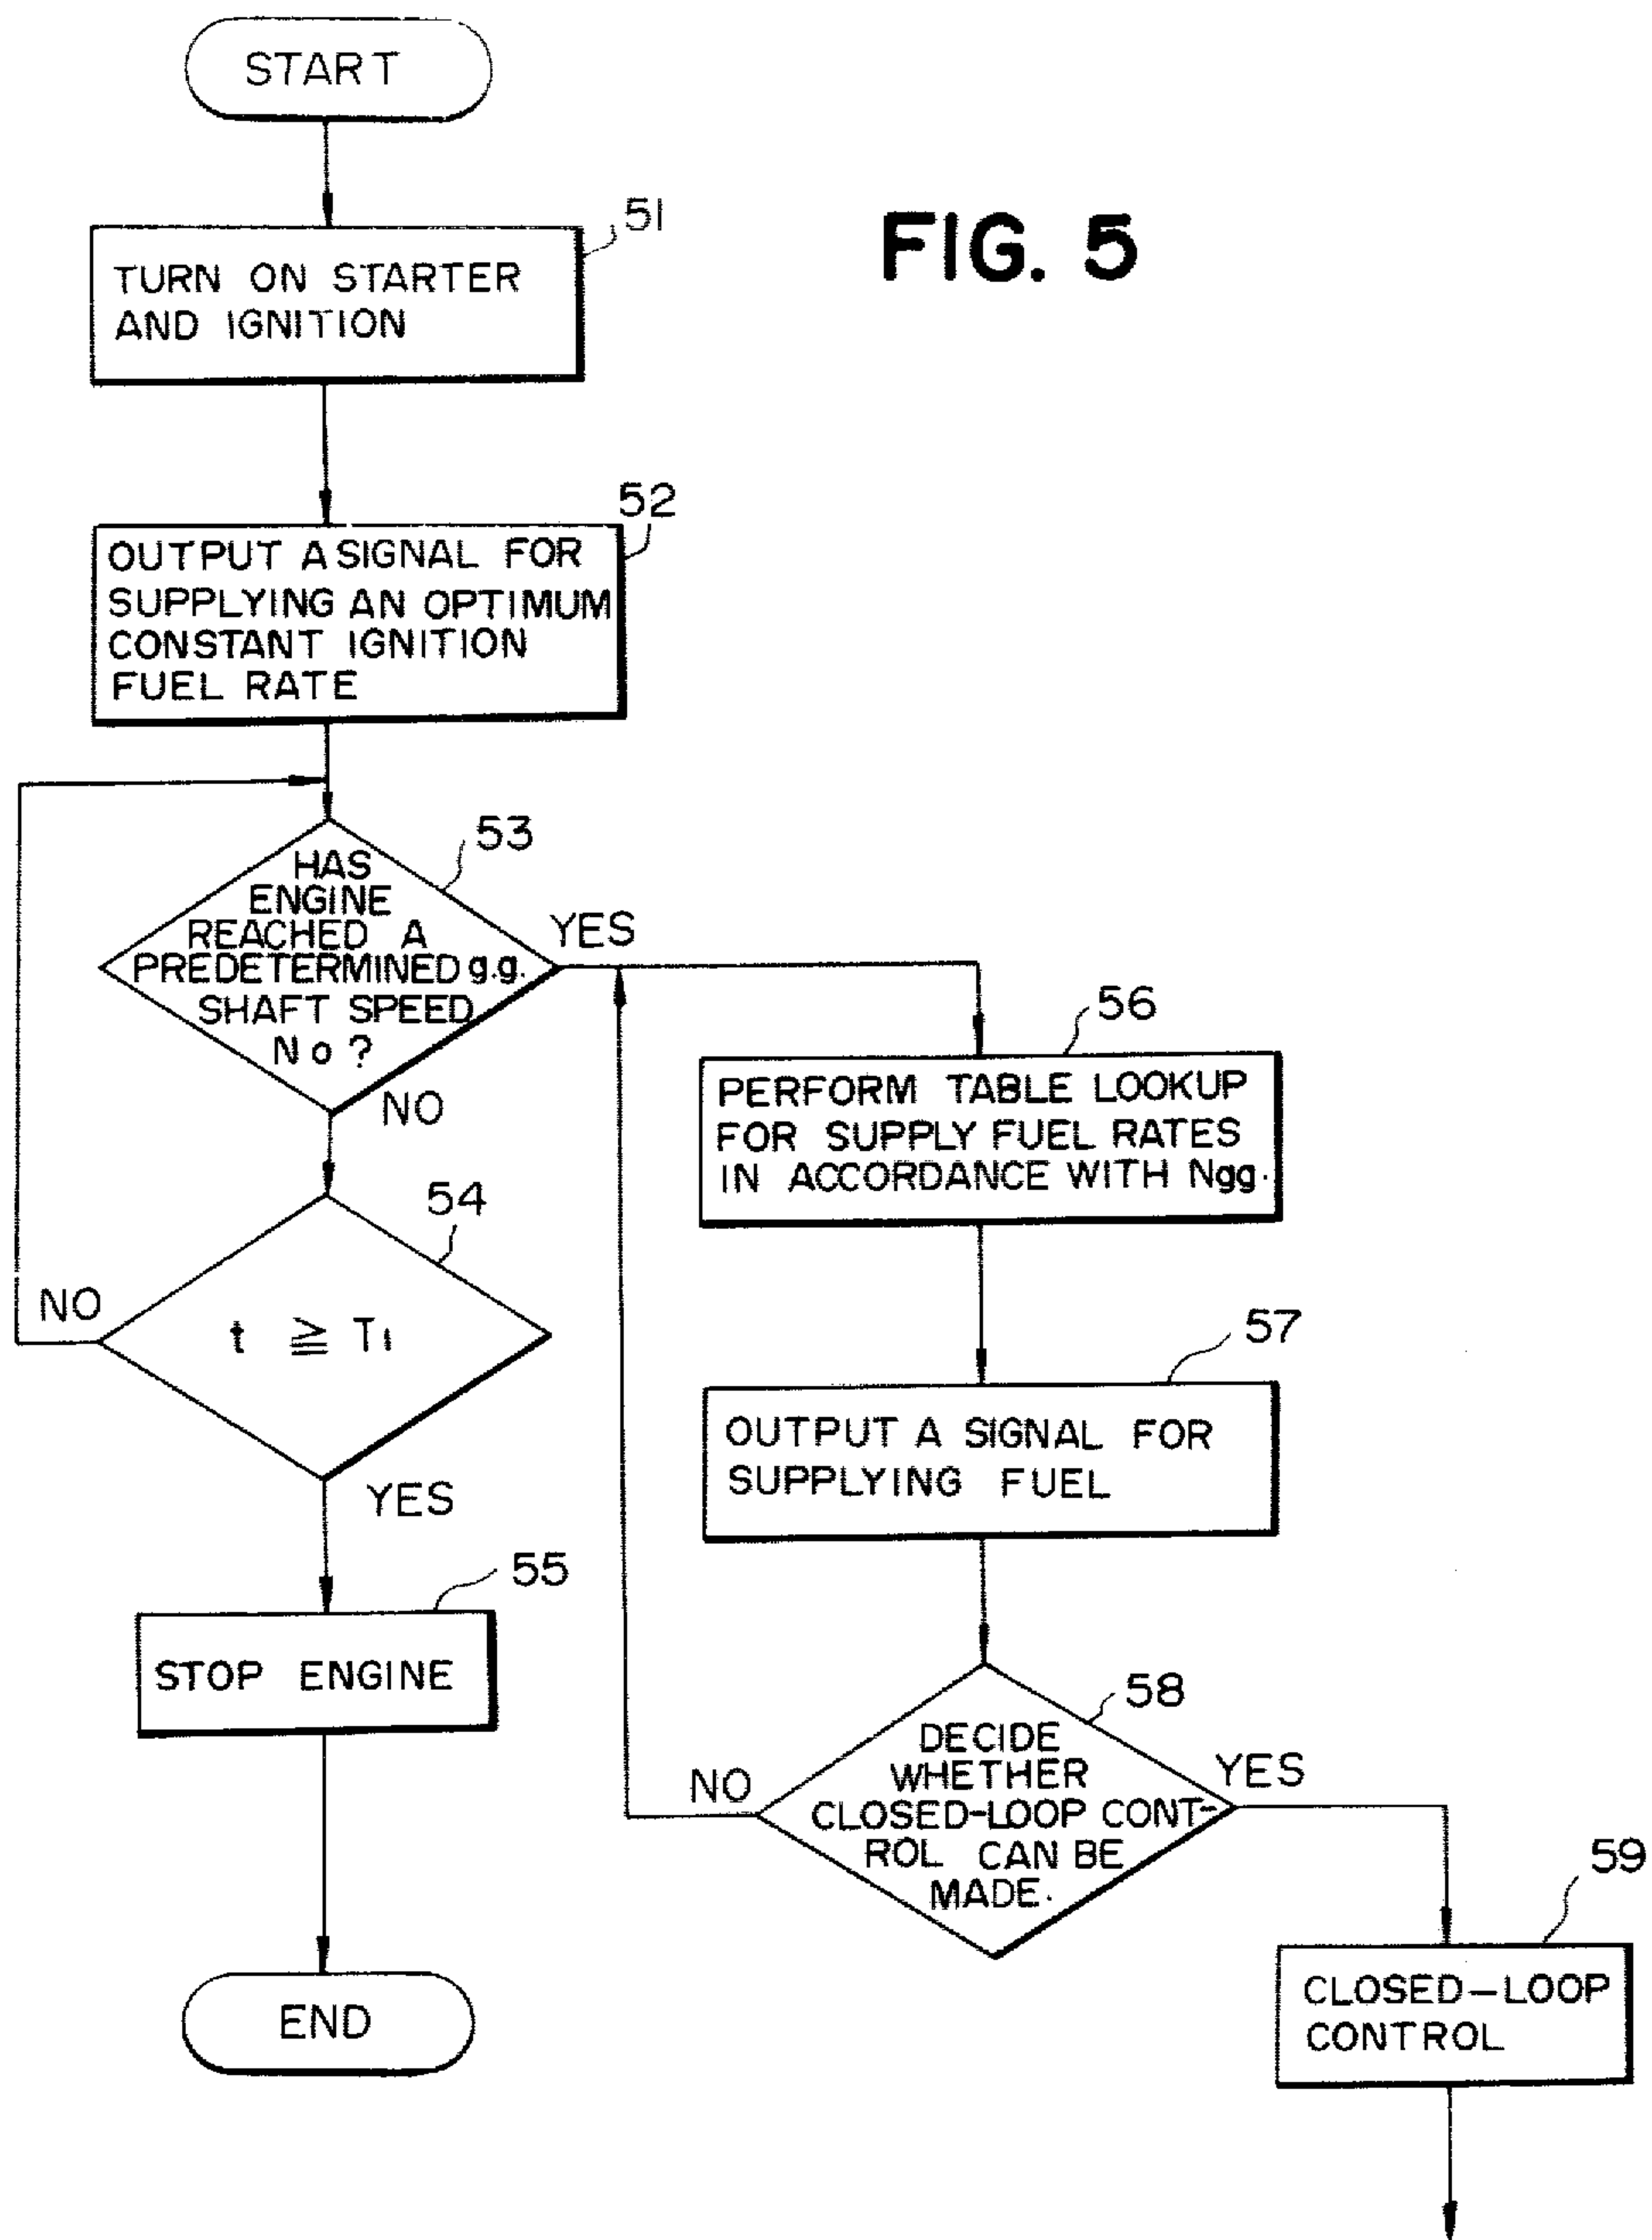 START
FIG. 5
51
TURN ON STARTER
AND IGNITION
52
OUTPUT A SIGNAL FOR
SUPPLYING AN OPTIMUM
CONSTANT IGNITION
FUEL RATE
53
HAS
ENGINE
REACHED A
PREDETERMINED g.g.
SHAFT SPEED
No?
YES
NO
54
t ≧ T1
NO
YES
55
STOP ENGINE
END
56
PERFORM TABLE LOOKUP
FOR SUPPLY FUEL RATES
IN ACCORDANCE WITH Ngg.
57
OUTPUT A SIGNAL FOR
SUPPLYING FUEL
58
DECIDE
WHETHER
CLOSED-LOOP CONT-
ROL CAN BE
MADE.
NO
YES
59
CLOSED-LOOP
CONTROL